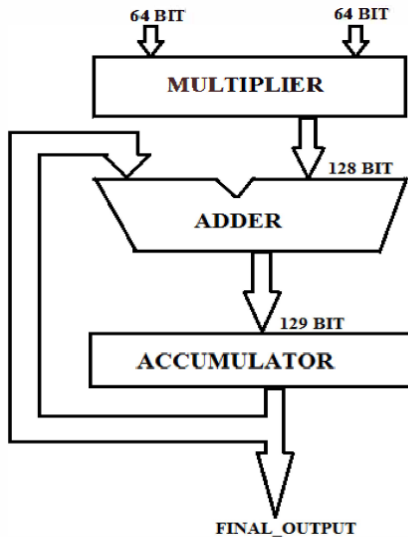 64 BIT 64 BIT
MULTIPLIER
128 BIT
ADDER
129 BIT
ACCUMULATOR
FINAL_OUTPUT